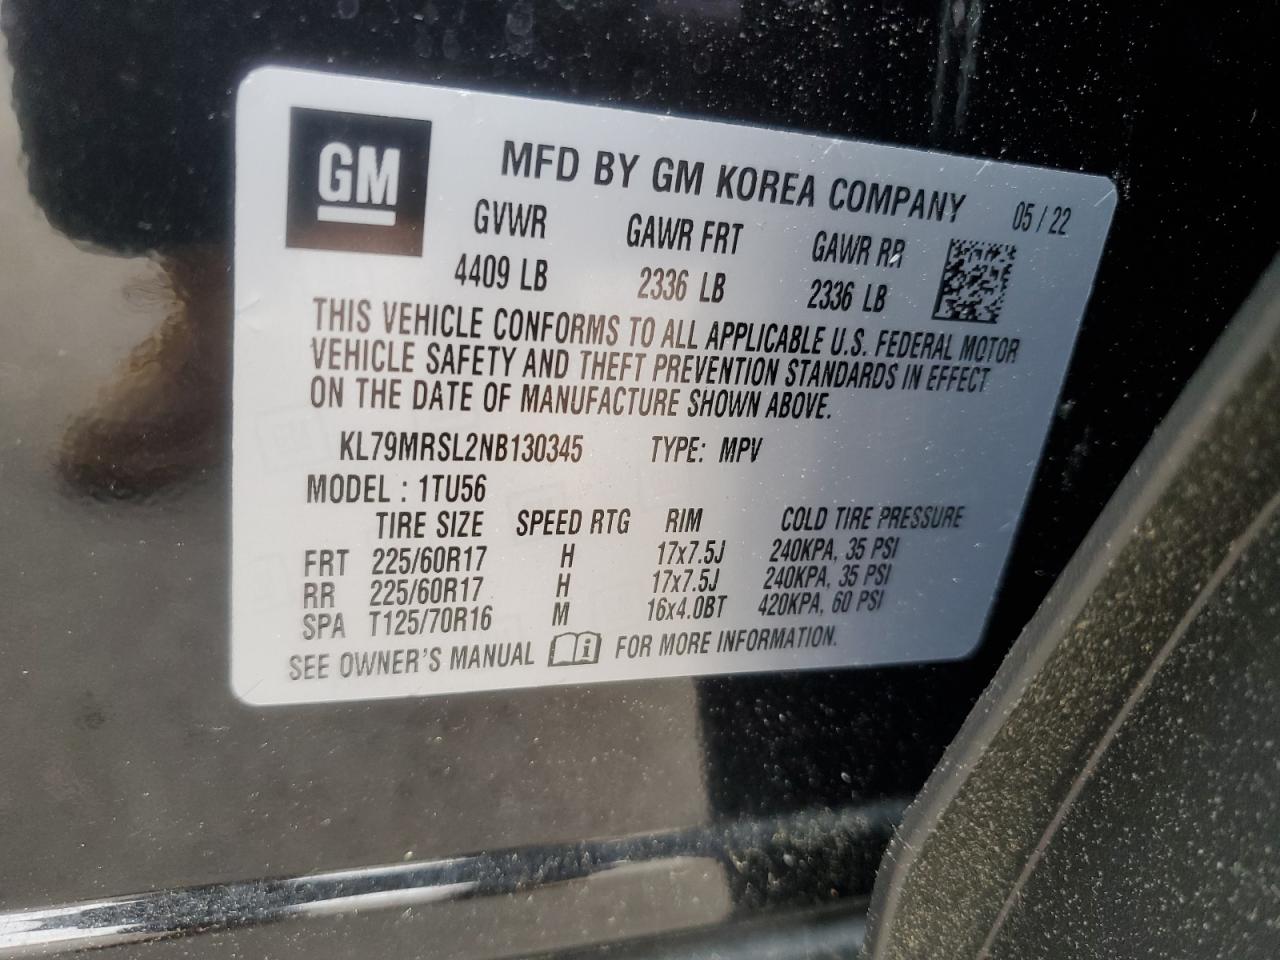 GM
MFD BY GM KOREA COMPANY 05 / 22
GVWR GAWR FRT GAWR RR
4409 LB 2336 LB 2336 LB
THIS VEHICLE CONFORMS TO ALL APPLICABLE U.S. FEDERAL MOTOR
VEHICLE SAFETY AND THEFT PREVENTION STANDARDS IN EFFECT
ON THE DATE OF MANUFACTURE SHOWN ABOVE.
KL79MRSL2NB130345 TYPE: MPV
MODEL : 1TU56
TIRE SIZE SPEED RTG RIM COLD TIRE PRESSURE
FRT 225/60R17 H 17x7.5J 240KPA, 35 PSI
RR 225/60R17 H 17x7.5J 240KPA, 35 PSI
SPA T125/70R16 M 16x4.0BT 420KPA, 60 PSI
SEE OWNER'S MANUAL i FOR MORE INFORMATION.